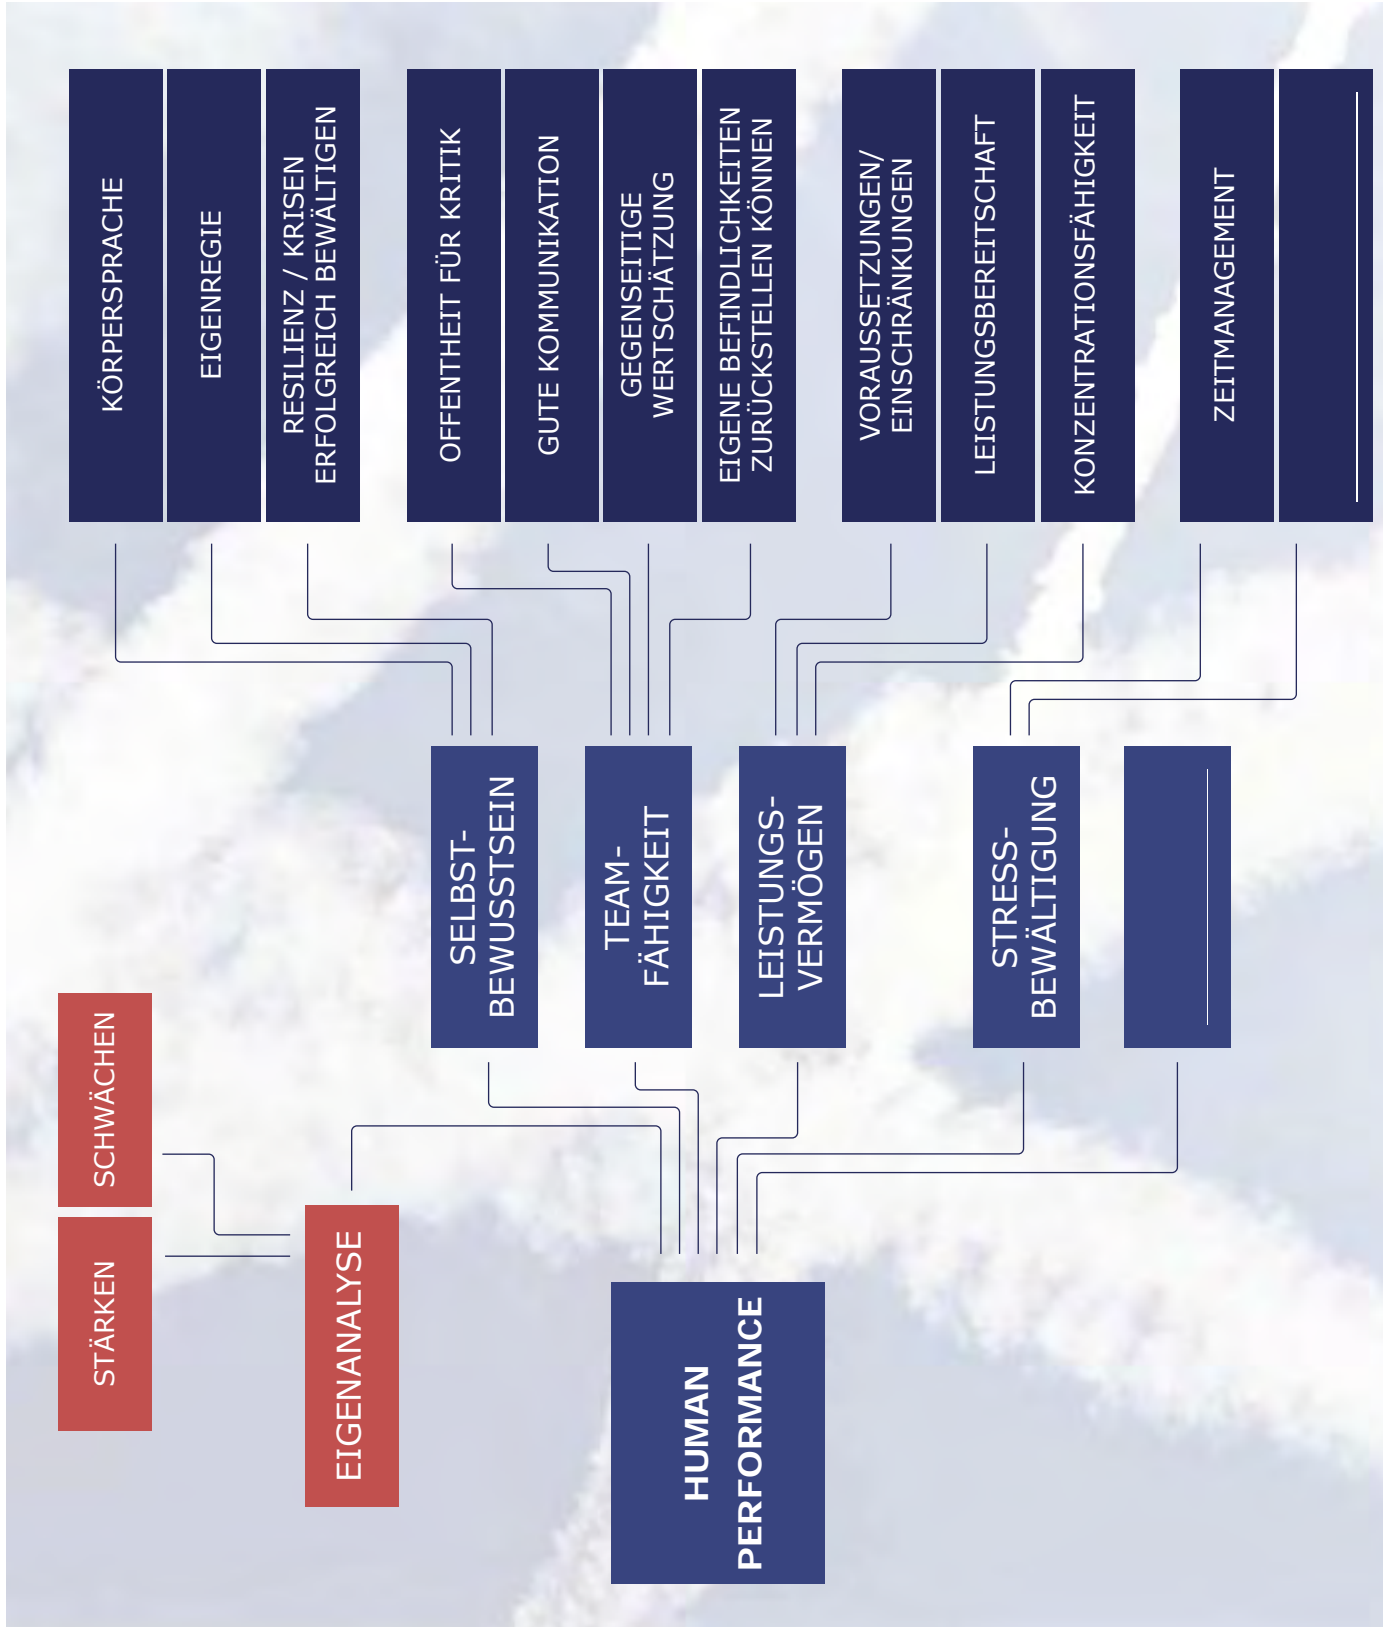 STÄRKEN
SCHWÄCHEN
EIGENANALYSE
HUMAN
PERFORMANCE
SELBST-
BEWUSSTSEIN
TEAM-
FÄHIGKEIT
LEISTUNGS-
VERMÖGEN
STRESS-
BEWÄLTIGUNG
KÖRPERSPRACHE
EIGENREGIE
RESILIENZ / KRISEN
ERFOLGREICH BEWÄLTIGEN
OFFENTHEIT FÜR KRITIK
GUTE KOMMUNIKATION
GEGENSEITIGE
WERTSCHÄTZUNG
EIGENE BEFINDLICHKEITEN
ZURÜCKSTELLEN KÖNNEN
VORAUSSETZUNGEN/
EINSCHRÄNKUNGEN
LEISTUNGSBEREITSCHAFT
KONZENTRATIONSFÄHIGKEIT
ZEITMANAGEMENT